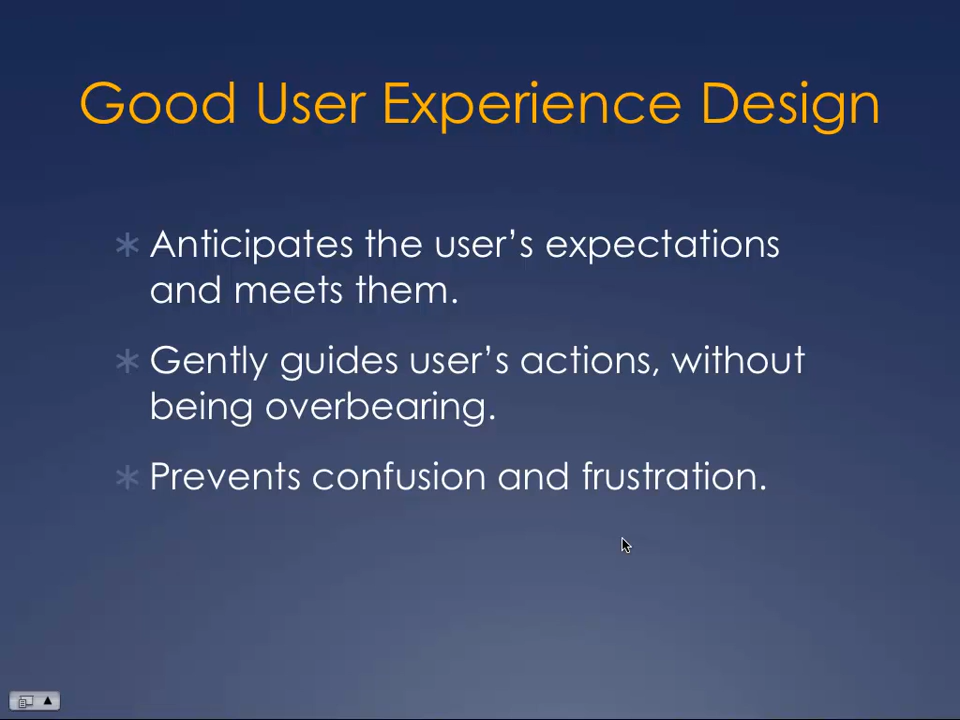 Good User Experience Design
Anticipates the user’s expectations
and meets them.
Gently guides user’s actions, without
being overbearing.
Prevents confusion and frustration.